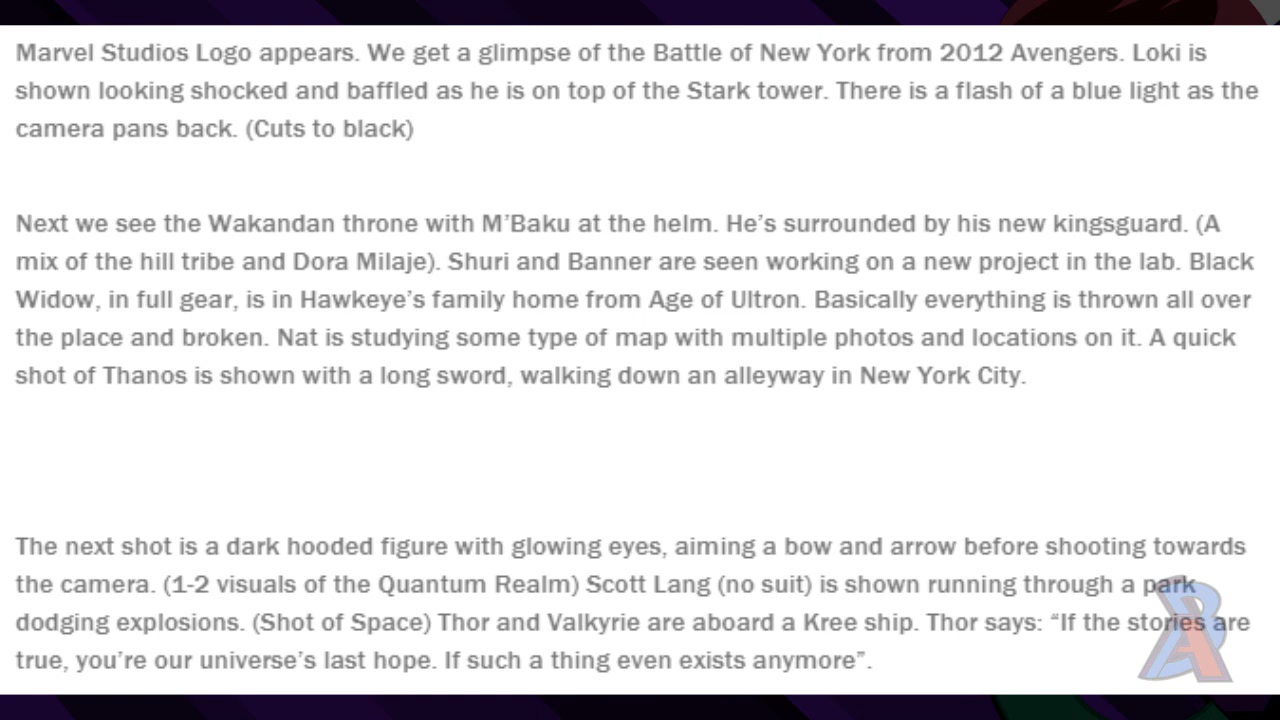 Marvel Studios Logo appears. We get a glimpse of the Battle of New York from 2012 Avengers. Loki is
shown looking shocked and baffled as he is on top of the Stark tower. There is a flash of a blue light as the
camera pans back. (Cuts to black)
Next we see the Wakandan throne with M’Baku at the helm. He’s surrounded by his new kingsguard. (A
mix of the hill tribe and Dora Milaje). Shuri and Banner are seen working on a new project in the lab. Black
Widow, in full gear, is in Hawkeye’s family home from Age of Ultron. Basically everything is thrown all over
the place and broken. Nat is studying some type of map with multiple photos and locations on it. A quick
shot of Thanos is shown with a long sword, walking down an alleyway in New York City.
The next shot is a dark hooded figure with glowing eyes, aiming a bow and arrow before shooting towards
the camera. (1-2 visuals of the Quantum Realm) Scott Lang (no suit) is shown running through a park
dodging explosions. (Shot of Space) Thor and Valkyrie are aboard a Kree ship. Thor says: “If the stories are
true, you’re our universe’s last hope. If such a thing even exists anymore”.